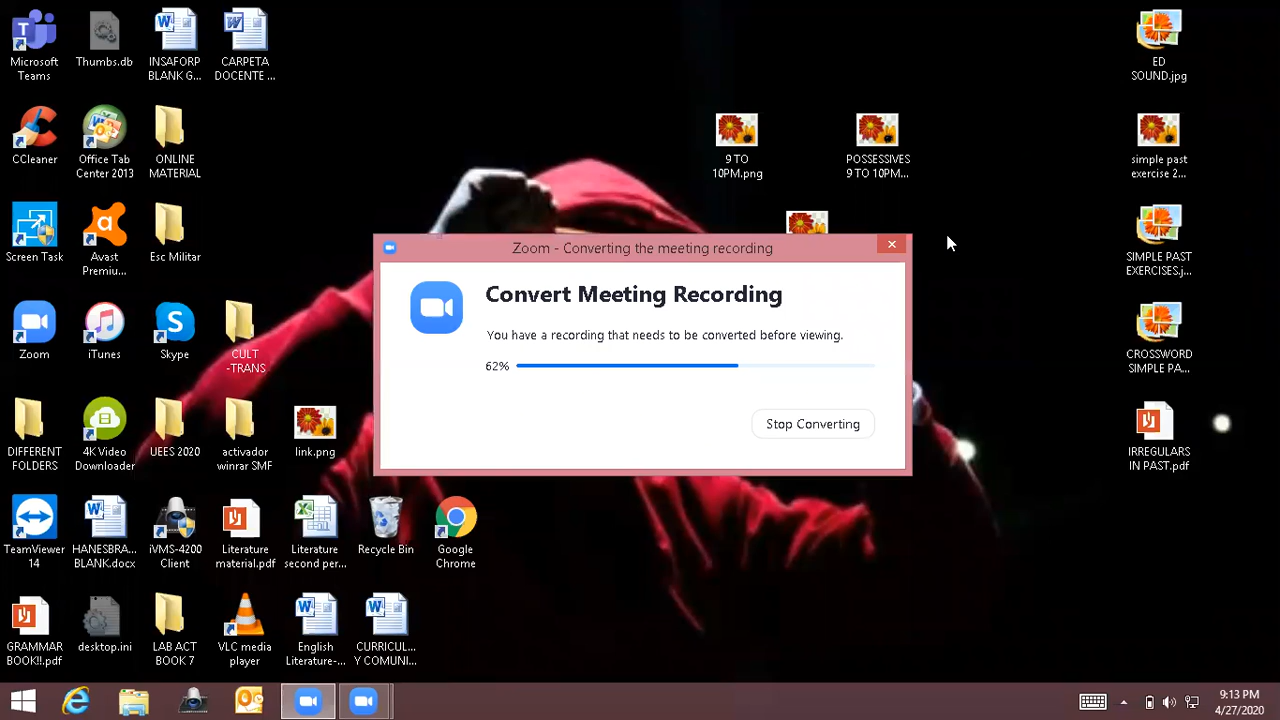 Microsoft
Teams
Thumbs.db
INSAFORP
BLANK G...
CARPETA
DOCENTE ...
ED
SOUND.jpg
CCleaner
Office Tab
Center 2013
ONLINE
MATERIAL
9 TO
10PM.png
POSSESSIVES
9 TO 10PM...
simple past
exercise 2...
Screen Task
Avast
Premiu...
Esc Militar
SIMPLE PAST
EXERCISES.j...
Zoom - Converting the meeting recording
Convert Meeting Recording
You have a recording that needs to be converted before viewing.
62%
Stop Converting
Zoom
iTunes
Skype
CULT
-TRANS
CROSSWORD
SIMPLE PA...
DIFFERENT
FOLDERS
4K Video
Downloader
UEES 2020
activador
winrar SMF
link.png
IRREGULARS
IN PAST.pdf
TeamViewer
14
HANESBRA...
BLANK.docx
iVMS-4200
Client
Literature
material.pdf
Literature
second per...
Recycle Bin
Google
Chrome
GRAMMAR
BOOK!!.pdf
desktop.ini
LAB ACT
BOOK 7
VLC media
player
English
Literature-...
CURRICUL...
Y COMUNI...
9:13 PM
4/27/2020